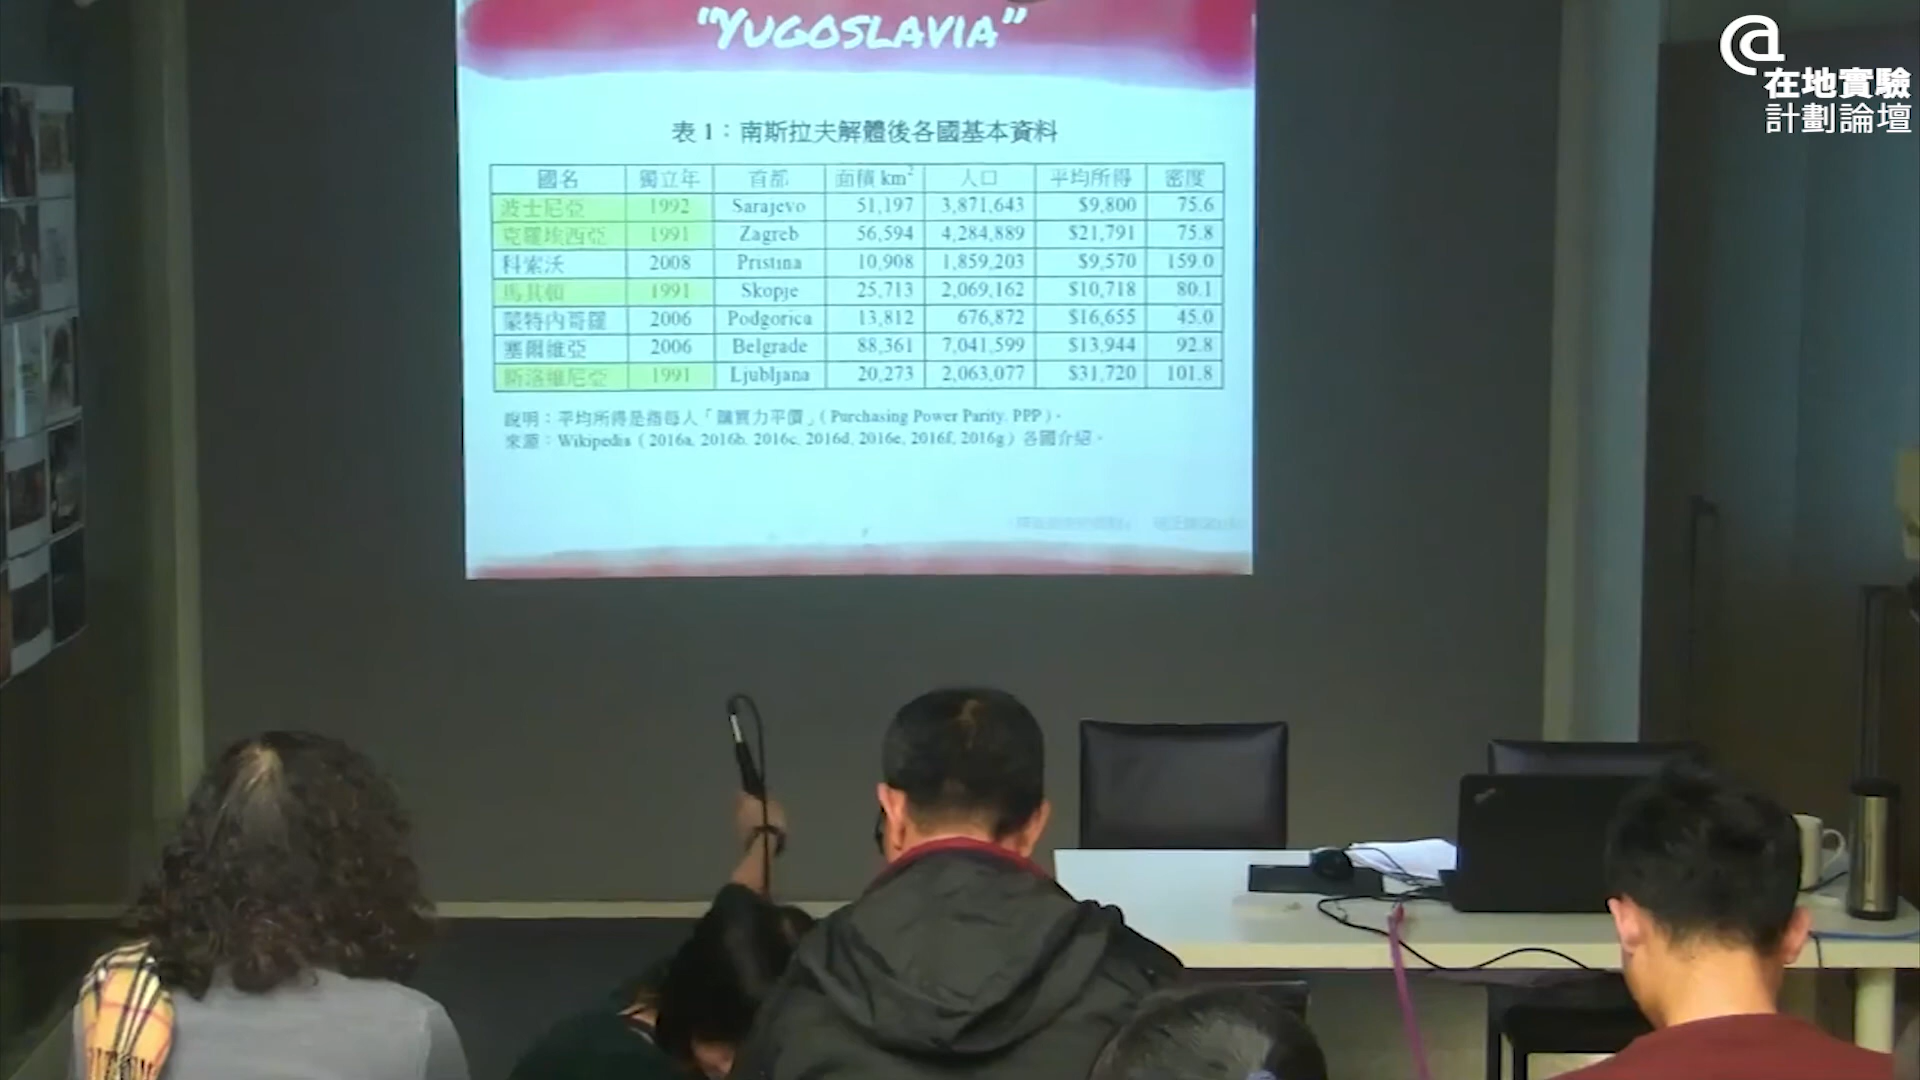 "YUGOSLAVIA"
@在地實驗
計劃論壇
表 1：南斯拉夫解體後各國基本資料
國名 獨立年 首都 面積 km² 人口 平均所得 密度
波士尼亞 1992 Sarajevo 51,197 3,871,643 $9,800 75.6
克羅埃西亞 1991 Zagreb 56,594 4,284,889 $21,791 75.8
科索沃 2008 Pristina 10,908 1,859,203 $9,570 159.0
馬其頓 1991 Skopje 25,713 2,069,162 $10,718 80.1
蒙特內哥羅 2006 Podgorica 13,812 676,872 $16,655 45.0
塞爾維亞 2006 Belgrade 88,361 7,041,599 $13,944 92.8
斯洛維尼亞 1991 Ljubljana 20,273 2,063,077 $31,720 101.8
說明：平均所得是指每人「購買力平價」（Purchasing Power Parity, PPP）。
來源：Wikipedia（2016a, 2016b, 2016c, 2016d, 2016e, 2016f, 2016g）各國介紹。